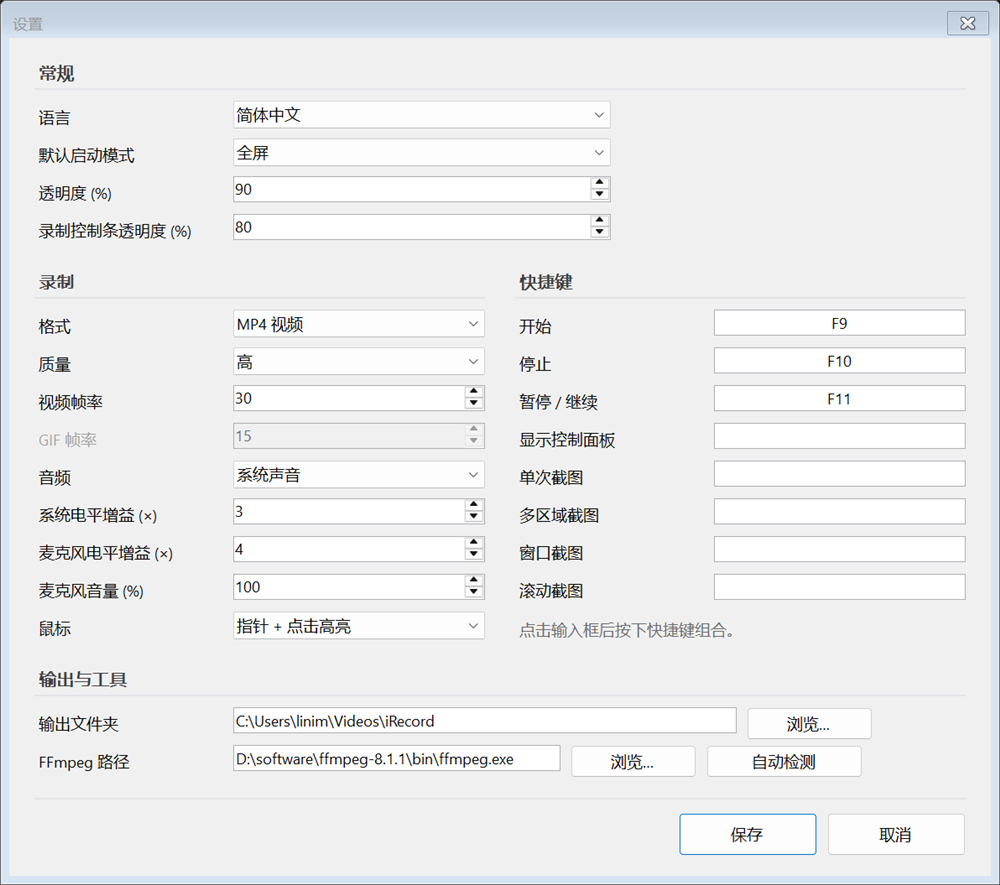 设置
常规
语言 简体中文
默认启动模式 全屏
透明度 (%) 90
录制控制条透明度 (%) 80
录制
格式 MP4 视频
质量 高
视频帧率 30
GIF 帧率 15
音频 系统声音
系统电平增益 (×) 3
麦克风电平增益 (×) 4
麦克风音量 (%) 100
鼠标 指针 + 点击高亮
快捷键
开始 F9
停止 F10
暂停 / 继续 F11
显示控制面板
单次截图
多区域截图
窗口截图
滚动截图
点击输入框后按下快捷键组合。
输出与工具
输出文件夹 C:\Users\linim\Videos\iRecord 浏览...
FFmpeg 路径 D:\software\ffmpeg-8.1.1\bin\ffmpeg.exe 浏览... 自动检测
保存 取消